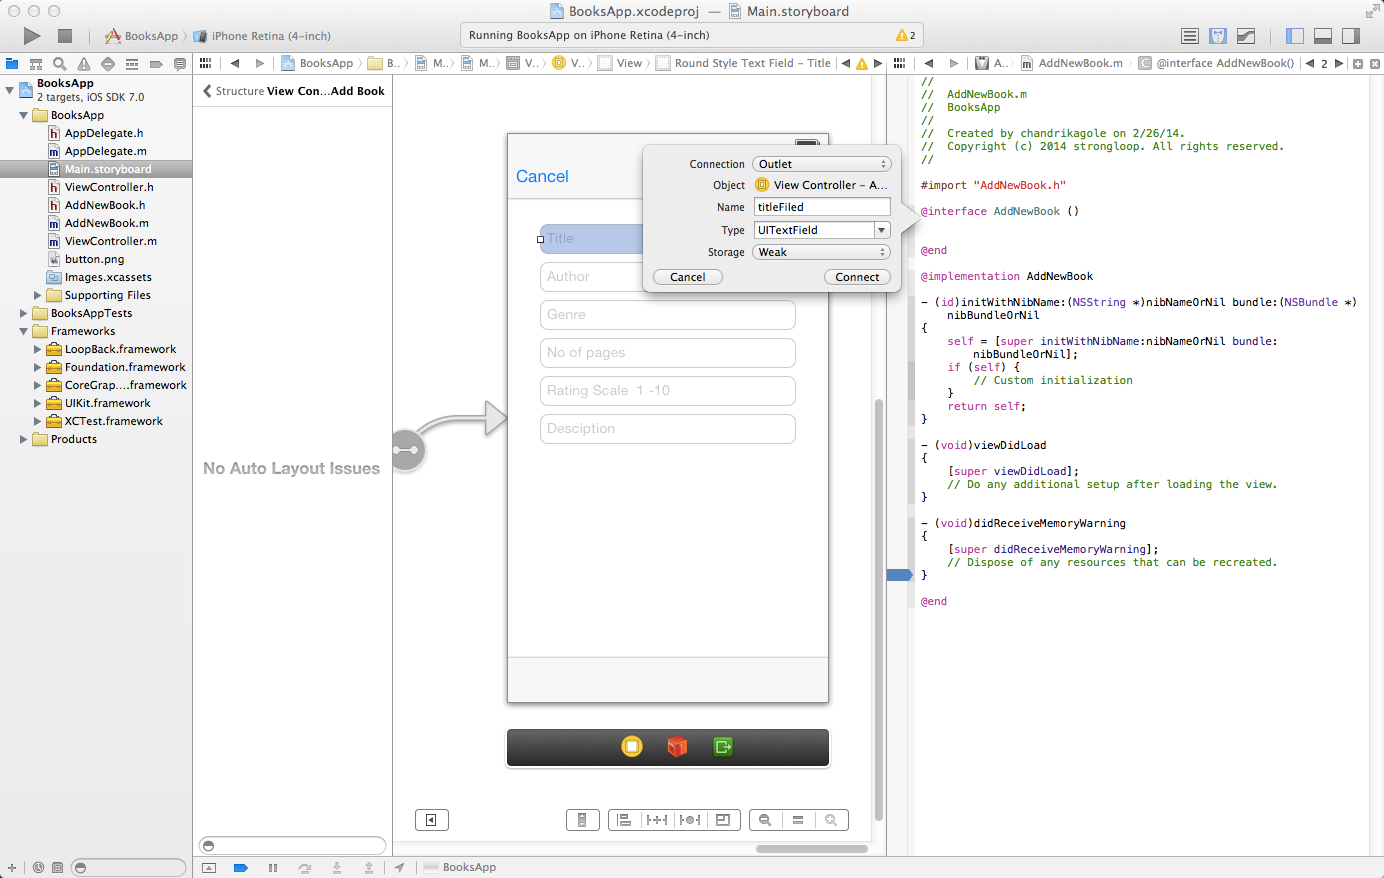 BooksApp.xcodeproj — Main.storyboard
BooksApp
iPhone Retina (4-inch)
Running BooksApp on iPhone Retina (4-inch)
2
BooksApp
B..
M..
M..
V..
V..
View
Round Style Text Field - Title
A..
AddNewBook.m
@interface AddNewBook()
2
BooksApp
2 targets, iOS SDK 7.0
BooksApp
AppDelegate.h
AppDelegate.m
Main.storyboard
ViewController.h
AddNewBook.h
AddNewBook.m
ViewController.m
button.png
Images.xcassets
Supporting Files
BooksAppTests
Frameworks
LoopBack.framework
Foundation.framework
CoreGrap....framework
UIKit.framework
XCTest.framework
Products
Structure View Con...Add Book
No Auto Layout Issues
Cancel
Title
Author
Genre
No of pages
Rating Scale 1 -10
Desciption
Connection Outlet
Object View Controller – A...
Name titleFiled
Type UITextField
Storage Weak
Cancel Connect
//
// AddNewBook.m
// BooksApp
//
// Created by chandrikagole on 2/26/14.
// Copyright (c) 2014 strongloop. All rights reserved.
//
#import "AddNewBook.h"
@interface AddNewBook ()
@end
@implementation AddNewBook
- (id)initWithNibName:(NSString *)nibNameOrNil bundle:(NSBundle *)
nibBundleOrNil
{
self = [super initWithNibName:nibNameOrNil bundle:
nibBundleOrNil];
if (self) {
// Custom initialization
}
return self;
}
- (void)viewDidLoad
{
[super viewDidLoad];
// Do any additional setup after loading the view.
}
- (void)didReceiveMemoryWarning
{
[super didReceiveMemoryWarning];
// Dispose of any resources that can be recreated.
}
@end
BooksApp